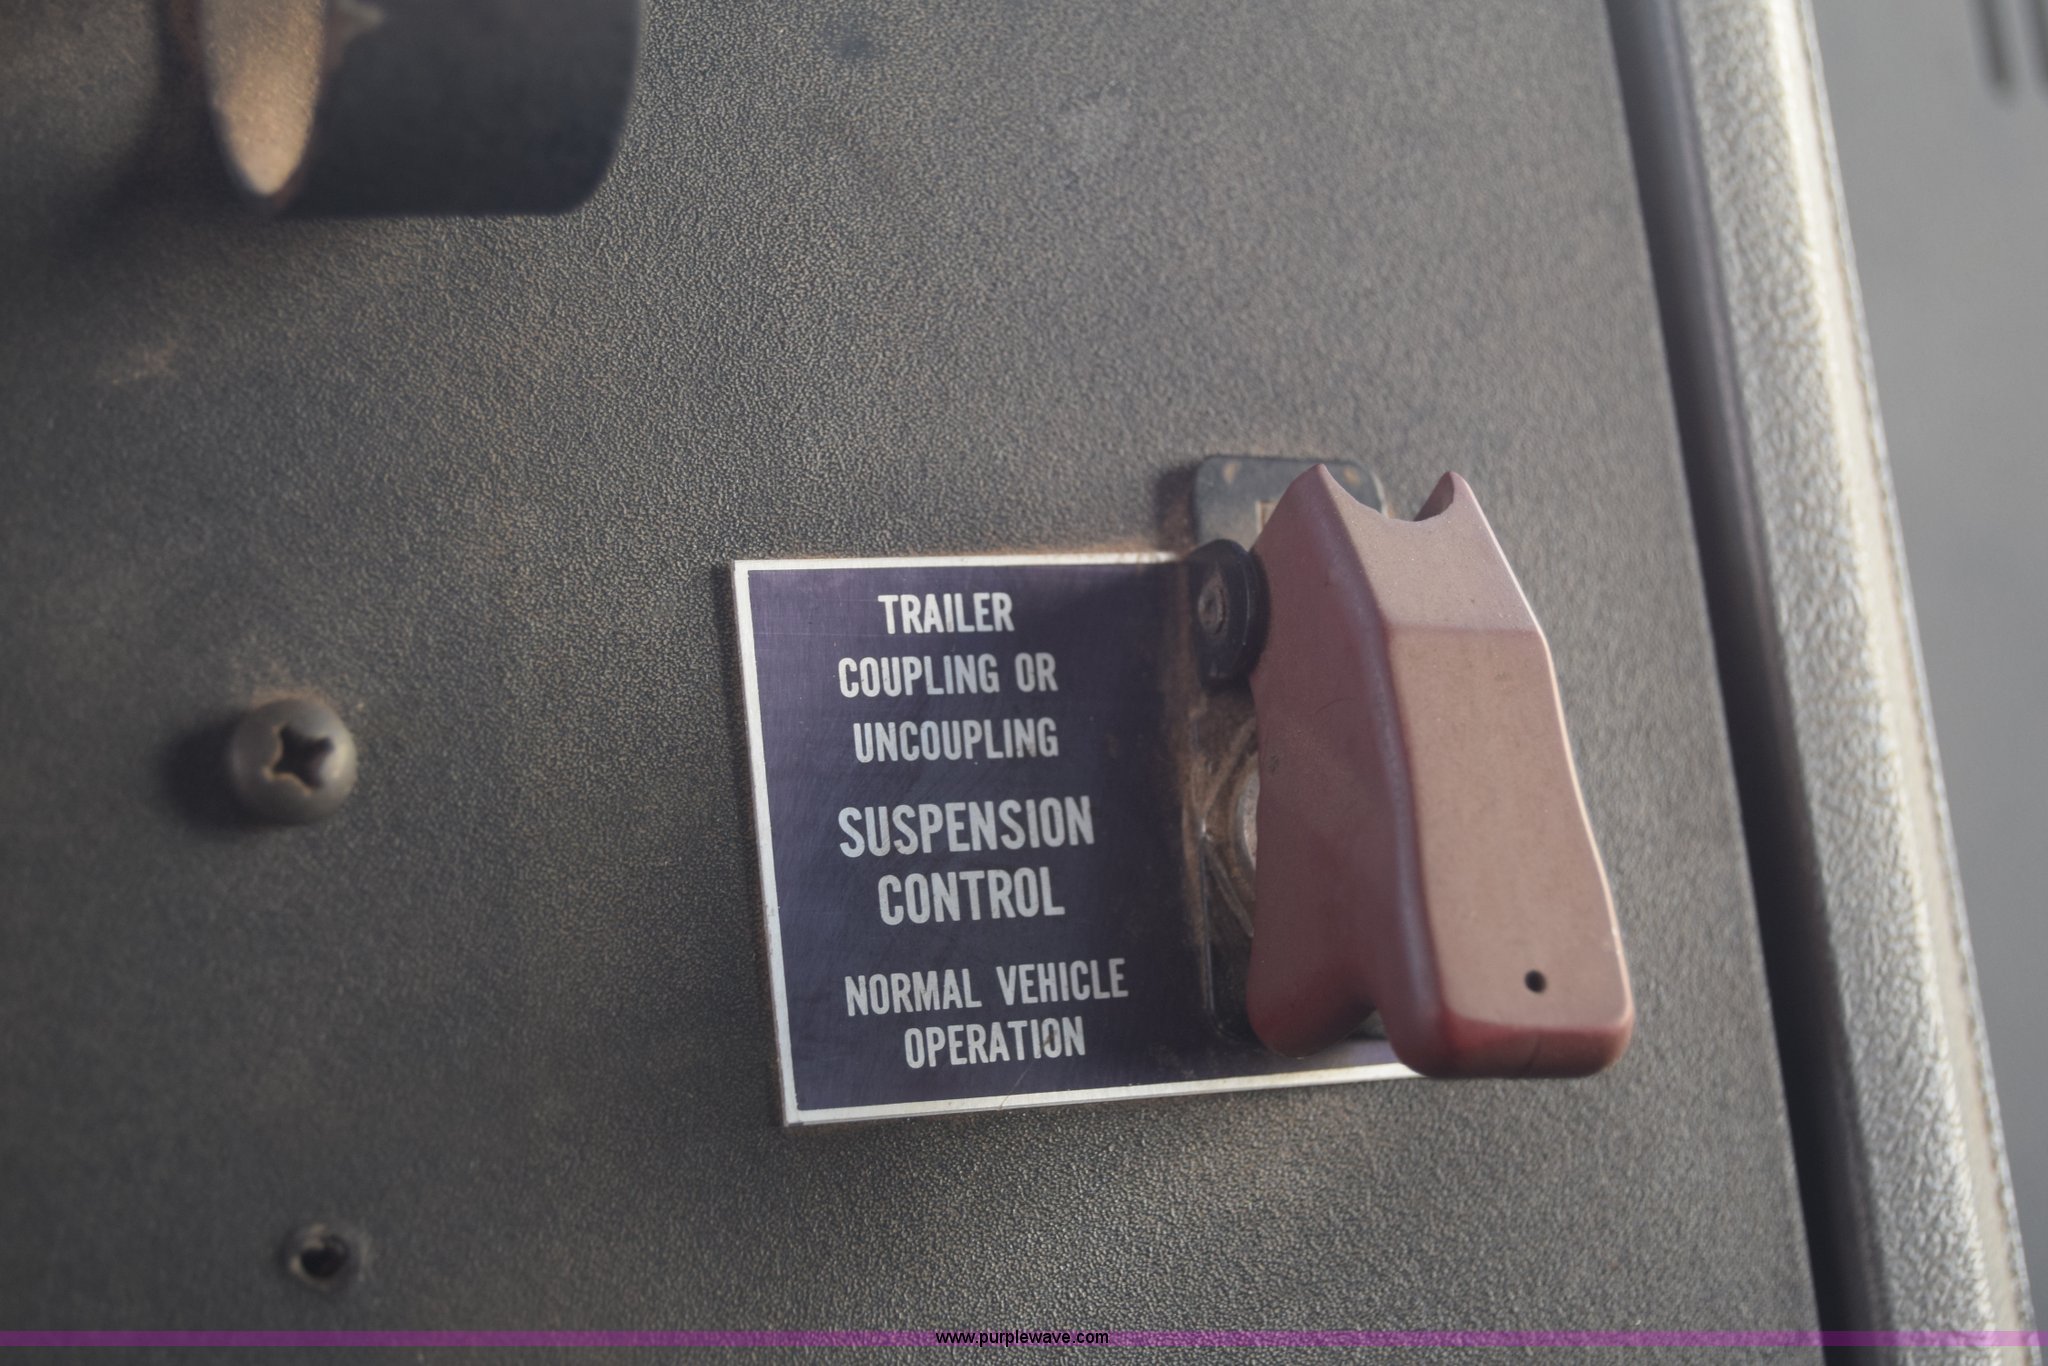 TRAILER
COUPLING OR
UNCOUPLING
SUSPENSION
CONTROL
NORMAL VEHICLE
OPERATION
www.purplewave.com